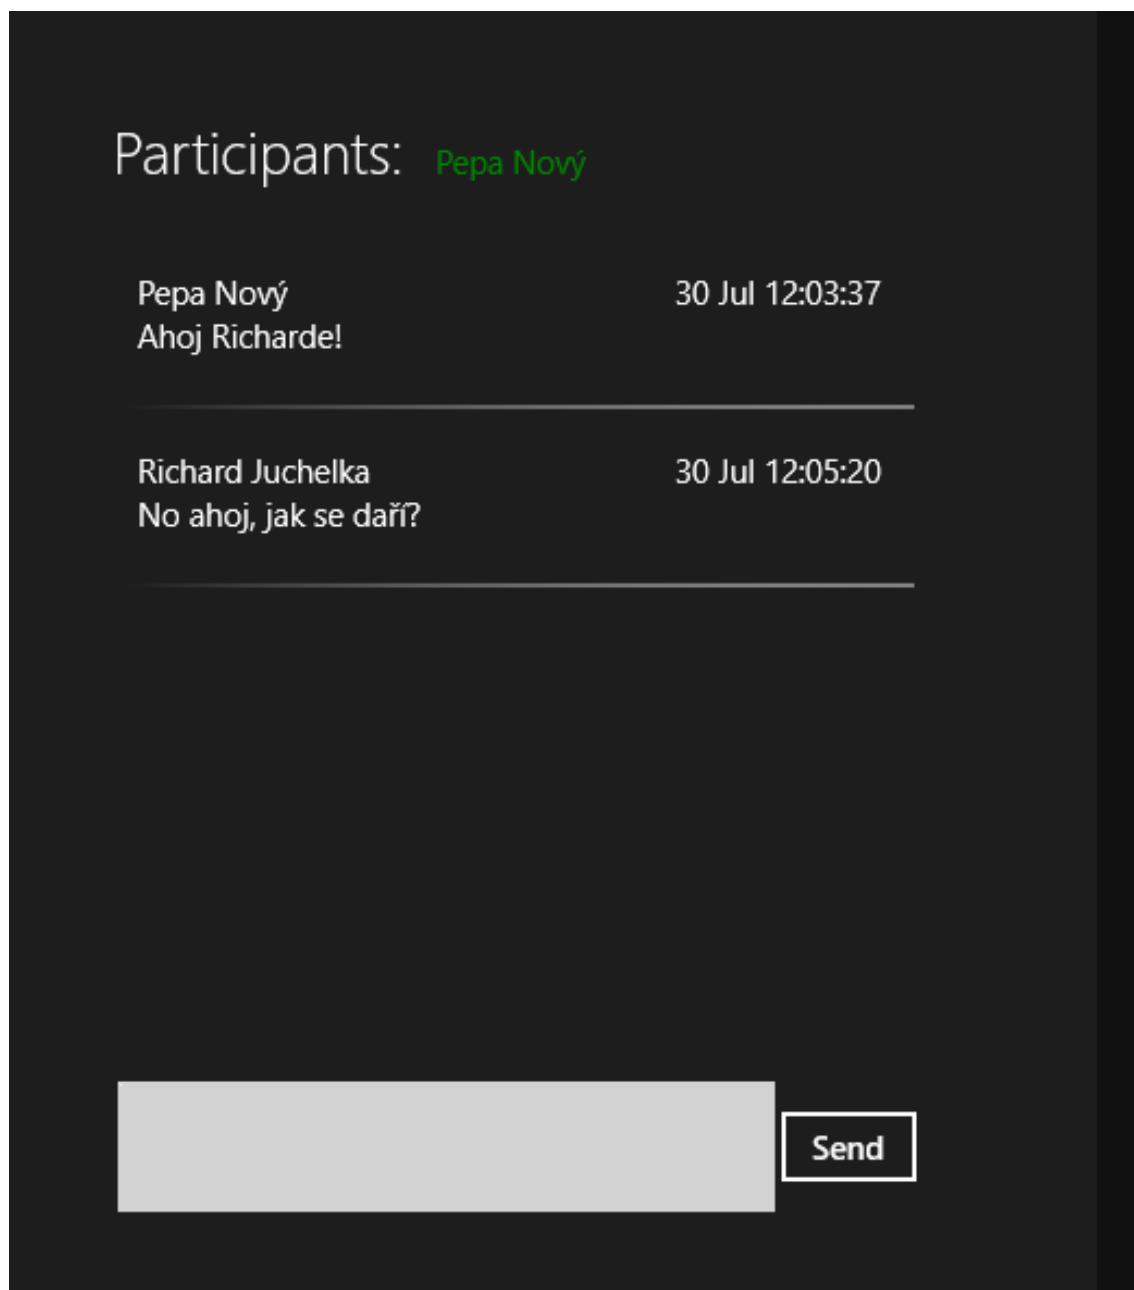 Participants: Pepa Nový
Pepa Nový 30 Jul 12:03:37
Ahoj Richarde!
Richard Juchelka 30 Jul 12:05:20
No ahoj, jak se daří?
Send